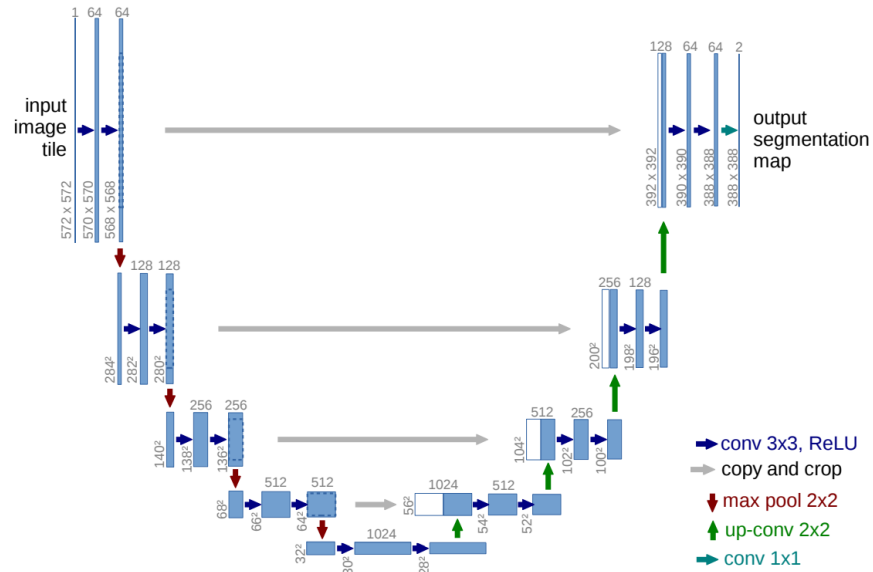 1 64 64
input
image
tile
572 x 572
570 x 570
568 x 568
128 64 64 2
output
segmentation
map
392 x 392
390 x 390
388 x 388
388 x 388
128 128
284²
282²
280²
256 128
200²
198²
196²
256 256
140²
138²
136²
512 256
104²
102²
100²
512 512
68²
66²
64²
1024 512
56²
54²
52²
1024
32²
30²
28²
conv 3x3, ReLU
copy and crop
max pool 2x2
up-conv 2x2
conv 1x1